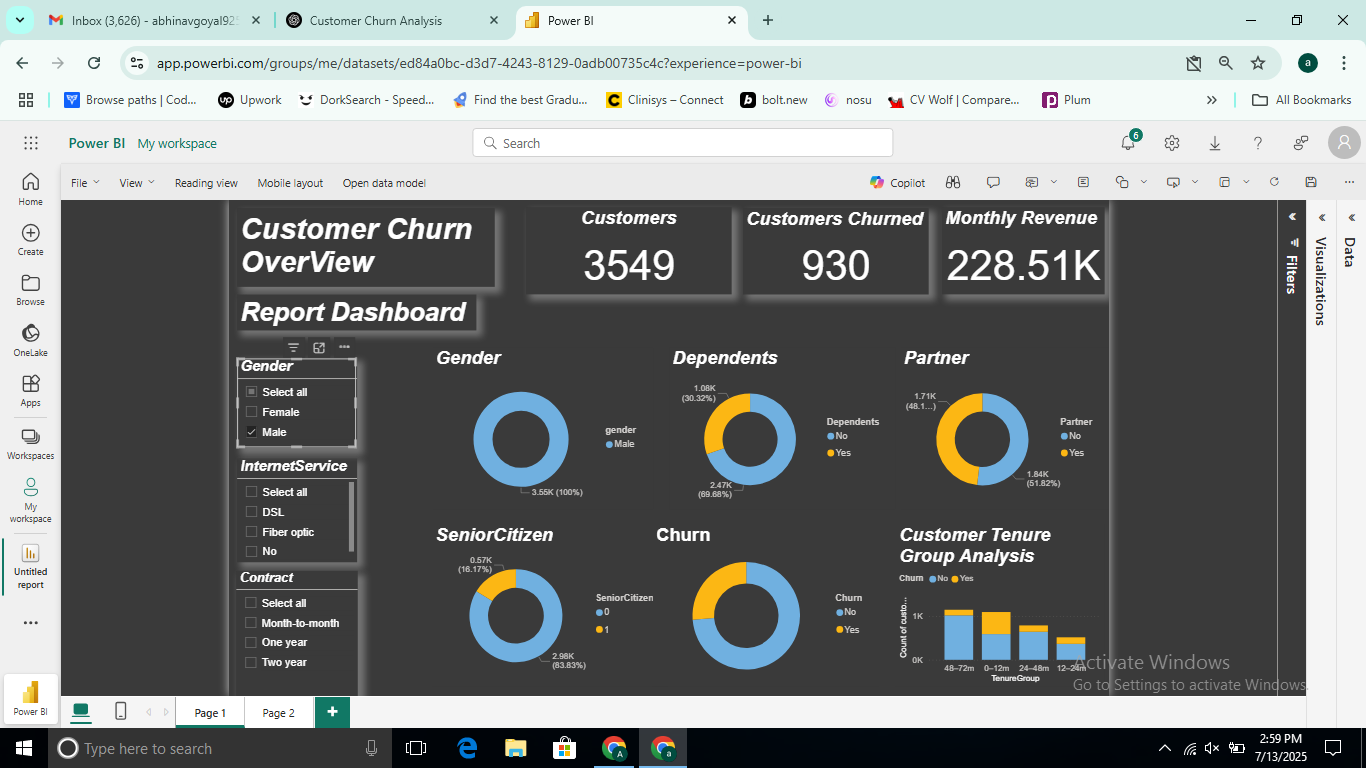 Inbox (3,626) - abhinavgoyal925
Customer Churn Analysis
Power BI
app.powerbi.com/groups/me/datasets/ed84a0bc-d3d7-4243-8129-0adb00735c4c?experience=power-bi
a
Browse paths | Cod...
Upwork
DorkSearch - Speed...
Find the best Gradu...
Clinisys – Connect
bolt.new
nosu
CV Wolf | Compare...
Plum
All Bookmarks
Power BI My workspace
Search
6
File View Reading view Mobile layout Open data model
Copilot
Home
Create
Browse
OneLake
Apps
Workspaces
My
workspace
Untitled
report
Power BI
Customer Churn
OverView
Report Dashboard
Customers
3549
Customers Churned
930
Monthly Revenue
228.51K
Filters
Visualizations
Data
Gender
Select all
Female
Male
InternetService
Select all
DSL
Fiber optic
No
Contract
Select all
Month-to-month
One year
Two year
Gender
3.55K (100%)
gender
Male
Dependents
1.08K
(30.32%)
2.47K
(69.68%)
Dependents
No
Yes
Partner
1.71K
(48.1...)
1.84K
(51.82%)
Partner
No
Yes
SeniorCitizen
0.57K
(16.17%)
2.98K
(83.83%)
SeniorCitizen
0
1
Churn
Churn
No
Yes
Customer Tenure
Group Analysis
Churn No Yes
Count of custo...
1K
0K
48–72m 0–12m 24–48m 12–24m
TenureGroup
Activate Windows
Go to Settings to activate Windows.
Page 1
Page 2
Type here to search
2:59 PM
7/13/2025